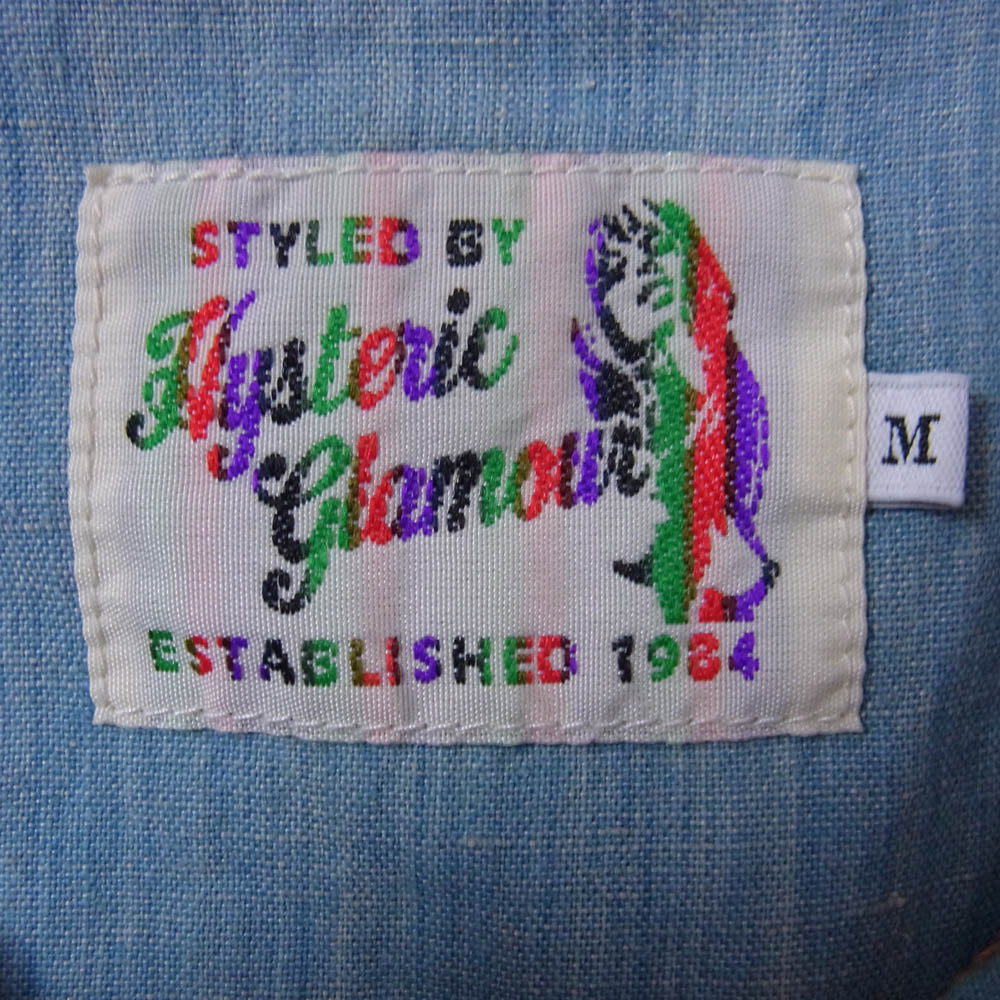 STYLED BY
Hysteric
Glamour
ESTABLISHED 1984
M